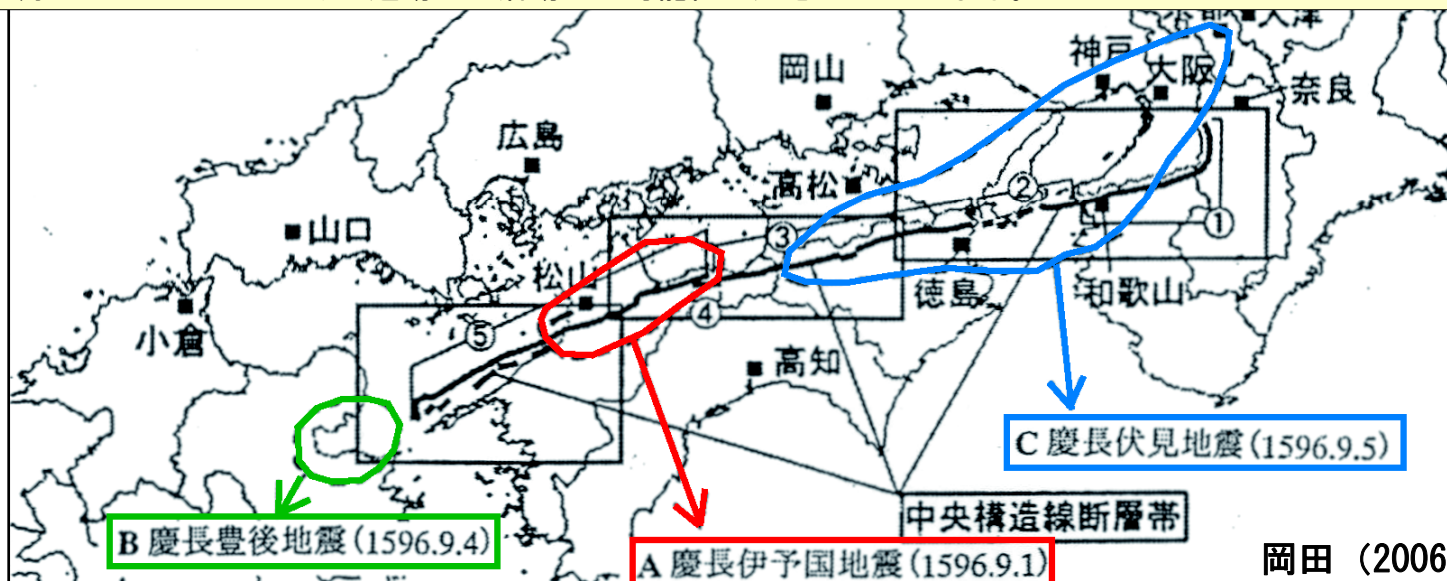 大津
神戸
大阪
奈良
岡山
広島
高松
②
①
山口
③
松山
徳島
和歌山
小倉
⑤
④
高知
C 慶長伏見地震(1596.9.5)
中央構造線断層帯
B 慶長豊後地震(1596.9.4)
A 慶長伊予国地震(1596.9.1)
岡田 (2006